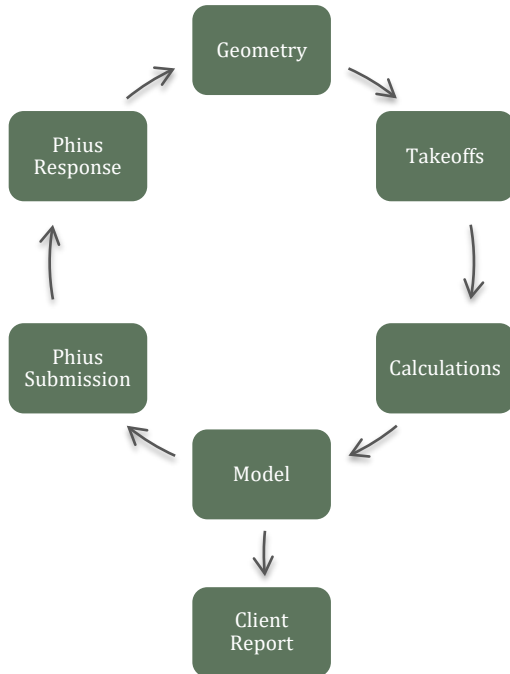 Geometry
Phius
Response
Takeoffs
Phius
Submission
Calculations
Model
Client
Report